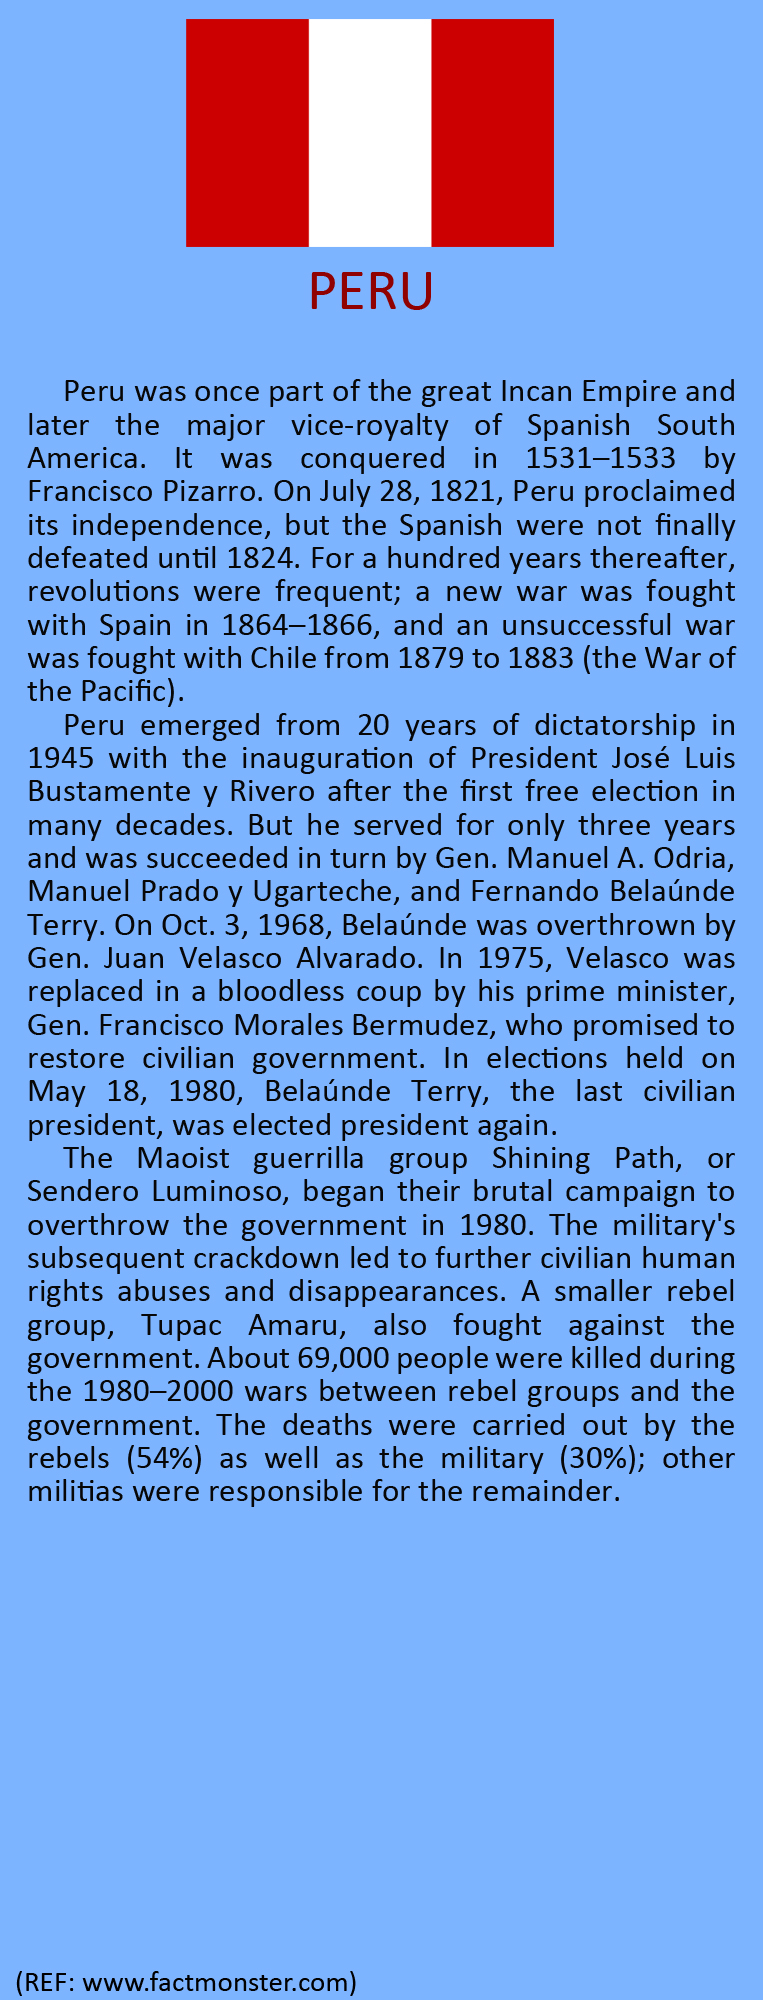 PERU
Peru was once part of the great Incan Empire and
later the major vice-royalty of Spanish South
America. It was conquered in 1531–1533 by
Francisco Pizarro. On July 28, 1821, Peru proclaimed
its independence, but the Spanish were not finally
defeated until 1824. For a hundred years thereafter,
revolutions were frequent; a new war was fought
with Spain in 1864–1866, and an unsuccessful war
was fought with Chile from 1879 to 1883 (the War of
the Pacific).
Peru emerged from 20 years of dictatorship in
1945 with the inauguration of President José Luis
Bustamente y Rivero after the first free election in
many decades. But he served for only three years
and was succeeded in turn by Gen. Manuel A. Odria,
Manuel Prado y Ugarteche, and Fernando Belaúnde
Terry. On Oct. 3, 1968, Belaúnde was overthrown by
Gen. Juan Velasco Alvarado. In 1975, Velasco was
replaced in a bloodless coup by his prime minister,
Gen. Francisco Morales Bermudez, who promised to
restore civilian government. In elections held on
May 18, 1980, Belaúnde Terry, the last civilian
president, was elected president again.
The Maoist guerrilla group Shining Path, or
Sendero Luminoso, began their brutal campaign to
overthrow the government in 1980. The military's
subsequent crackdown led to further civilian human
rights abuses and disappearances. A smaller rebel
group, Tupac Amaru, also fought against the
government. About 69,000 people were killed during
the 1980–2000 wars between rebel groups and the
government. The deaths were carried out by the
rebels (54%) as well as the military (30%); other
militias were responsible for the remainder.
(REF: www.factmonster.com)